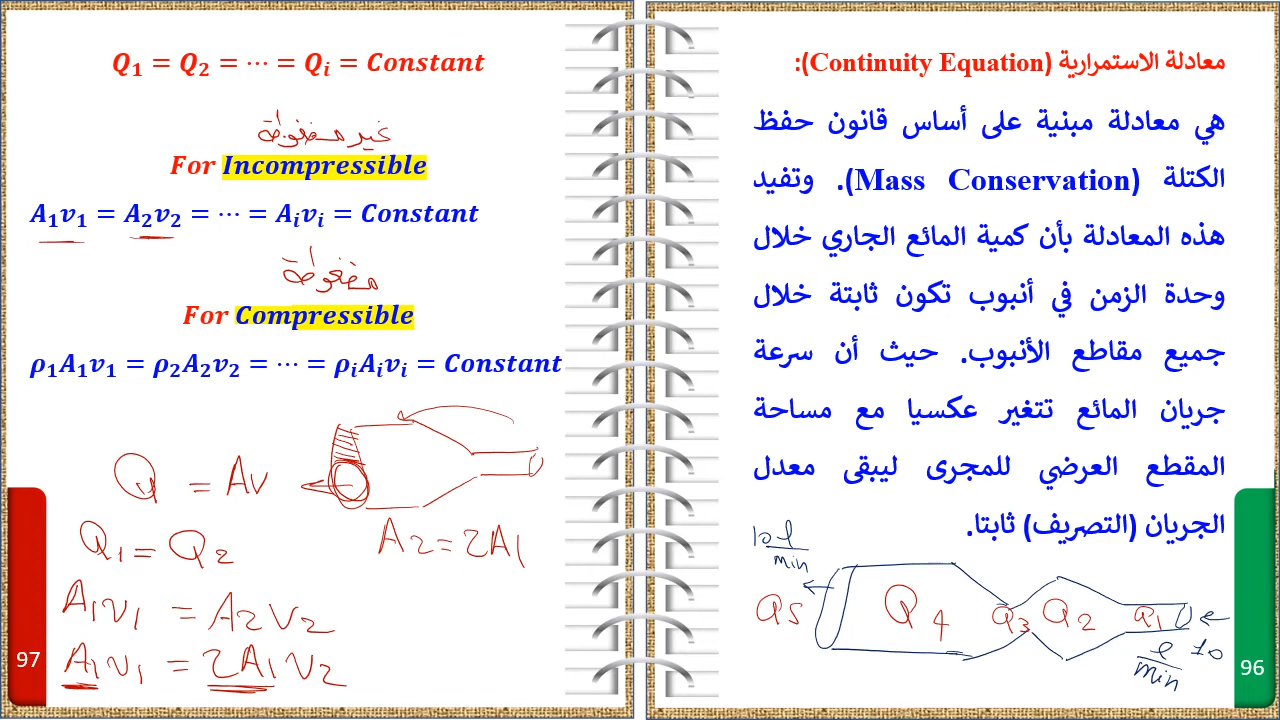 معادلة الاستمرارية (Continuity Equation):
هي معادلة مبنية على أساس قانون حفظ
الكتلة (Mass Conservation). وتفيد
هذه المعادلة بأن كمية المائع الجاري خلال
وحدة الزمن في أنبوب تكون ثابتة خلال
جميع مقاطع الأنبوب. حيث أن سرعة
جريان المائع تتغير عكسيا مع مساحة
المقطع العرضي للمجرى ليبقى معدل
الجريان (التصريف) ثابتا.
10 l/min
Q5 Q4 Q3 Q2 Q1
10 l/min
96
Q₁ = Q₂ = ⋯ = Qᵢ = Constant
غير مضغوطة
For Incompressible
A₁v₁ = A₂v₂ = ⋯ = Aᵢvᵢ = Constant
مضغوطة
For Compressible
ρ₁A₁v₁ = ρ₂A₂v₂ = ⋯ = ρᵢAᵢvᵢ = Constant
Q = Av
Q₁ = Q₂
A₂ = 2A₁
A₁v₁ = A₂v₂
A₁v₁ = 2A₁v₂
97